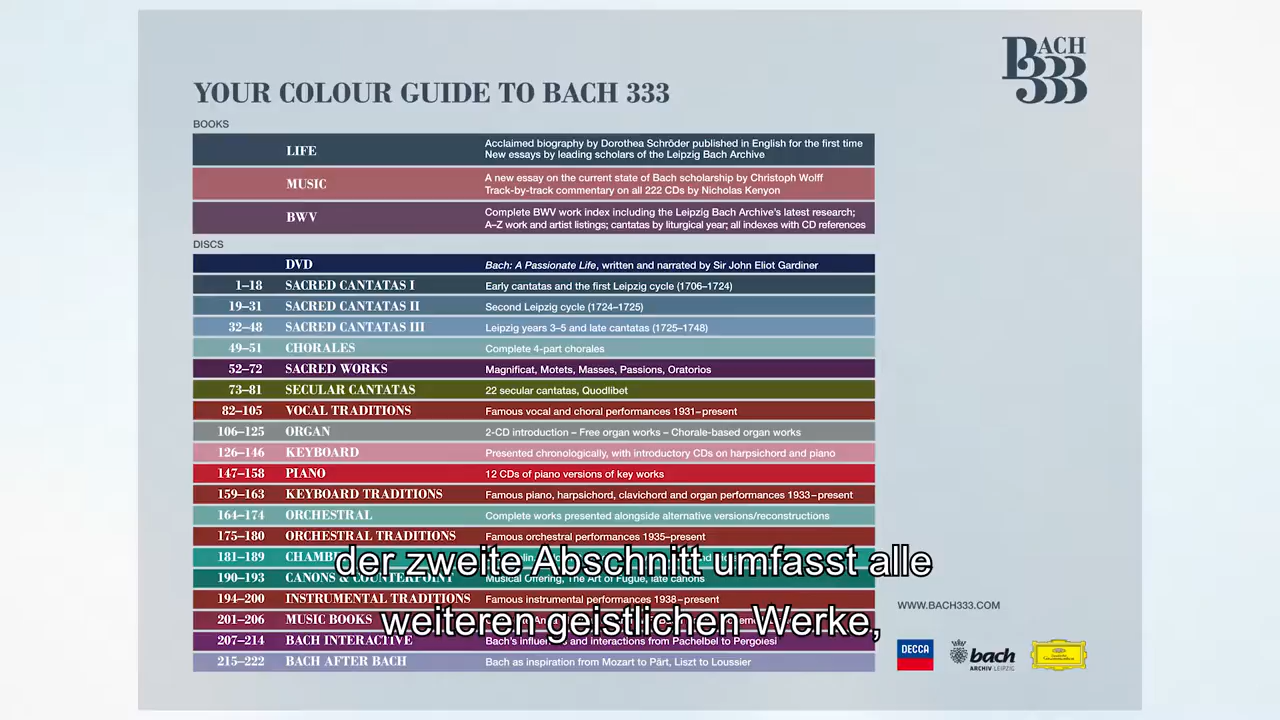 BACH
333
YOUR COLOUR GUIDE TO BACH 333
BOOKS
LIFE Acclaimed biography by Dorothea Schröder published in English for the first time
New essays by leading scholars of the Leipzig Bach Archive
MUSIC A new essay on the current state of Bach scholarship by Christoph Wolff
Track-by-track commentary on all 222 CDs by Nicholas Kenyon
BWV Complete BWV work index including the Leipzig Bach Archive's latest research;
A–Z work and artist listings; cantatas by liturgical year; all indexes with CD references
DISCS
DVD Bach: A Passionate Life, written and narrated by Sir John Eliot Gardiner
1–18 SACRED CANTATAS I Early cantatas and the first Leipzig cycle (1706–1724)
19–31 SACRED CANTATAS II Second Leipzig cycle (1724–1725)
32–48 SACRED CANTATAS III Leipzig years 3–5 and late cantatas (1725–1748)
49–51 CHORALES Complete 4-part chorales
52–72 SACRED WORKS Magnificat, Motets, Masses, Passions, Oratorios
73–81 SECULAR CANTATAS 22 secular cantatas, Quodlibet
82–105 VOCAL TRADITIONS Famous vocal and choral performances 1931–present
106–125 ORGAN 2-CD introduction – Free organ works – Chorale-based organ works
126–146 KEYBOARD Presented chronologically, with introductory CDs on harpsichord and piano
147–158 PIANO 12 CDs of piano versions of key works
159–163 KEYBOARD TRADITIONS Famous piano, harpsichord, clavichord and organ performances 1933–present
164–174 ORCHESTRAL Complete works presented alongside alternative versions/reconstructions
175–180 ORCHESTRAL TRADITIONS Famous orchestral performances 1935–present
181–189
der zweite Abschnitt umfasst alle
190–193 CANONS & COUNTERPOINT Musical Offering, The Art of Fugue, late canons
194–200 INSTRUMENTAL TRADITIONS Famous instrumental performances 1938–present
201–206 MUSIC BOOKS
weiteren geistlichen Werke,
207–214 BACH INTERACTIVE Bach's influences and interactions from Pachelbel to Pergolesi
215–222 BACH AFTER BACH Bach as inspiration from Mozart to Pärt, Liszt to Loussier
WWW.BACH333.COM
DECCA
bach
ARCHIV LEIPZIG